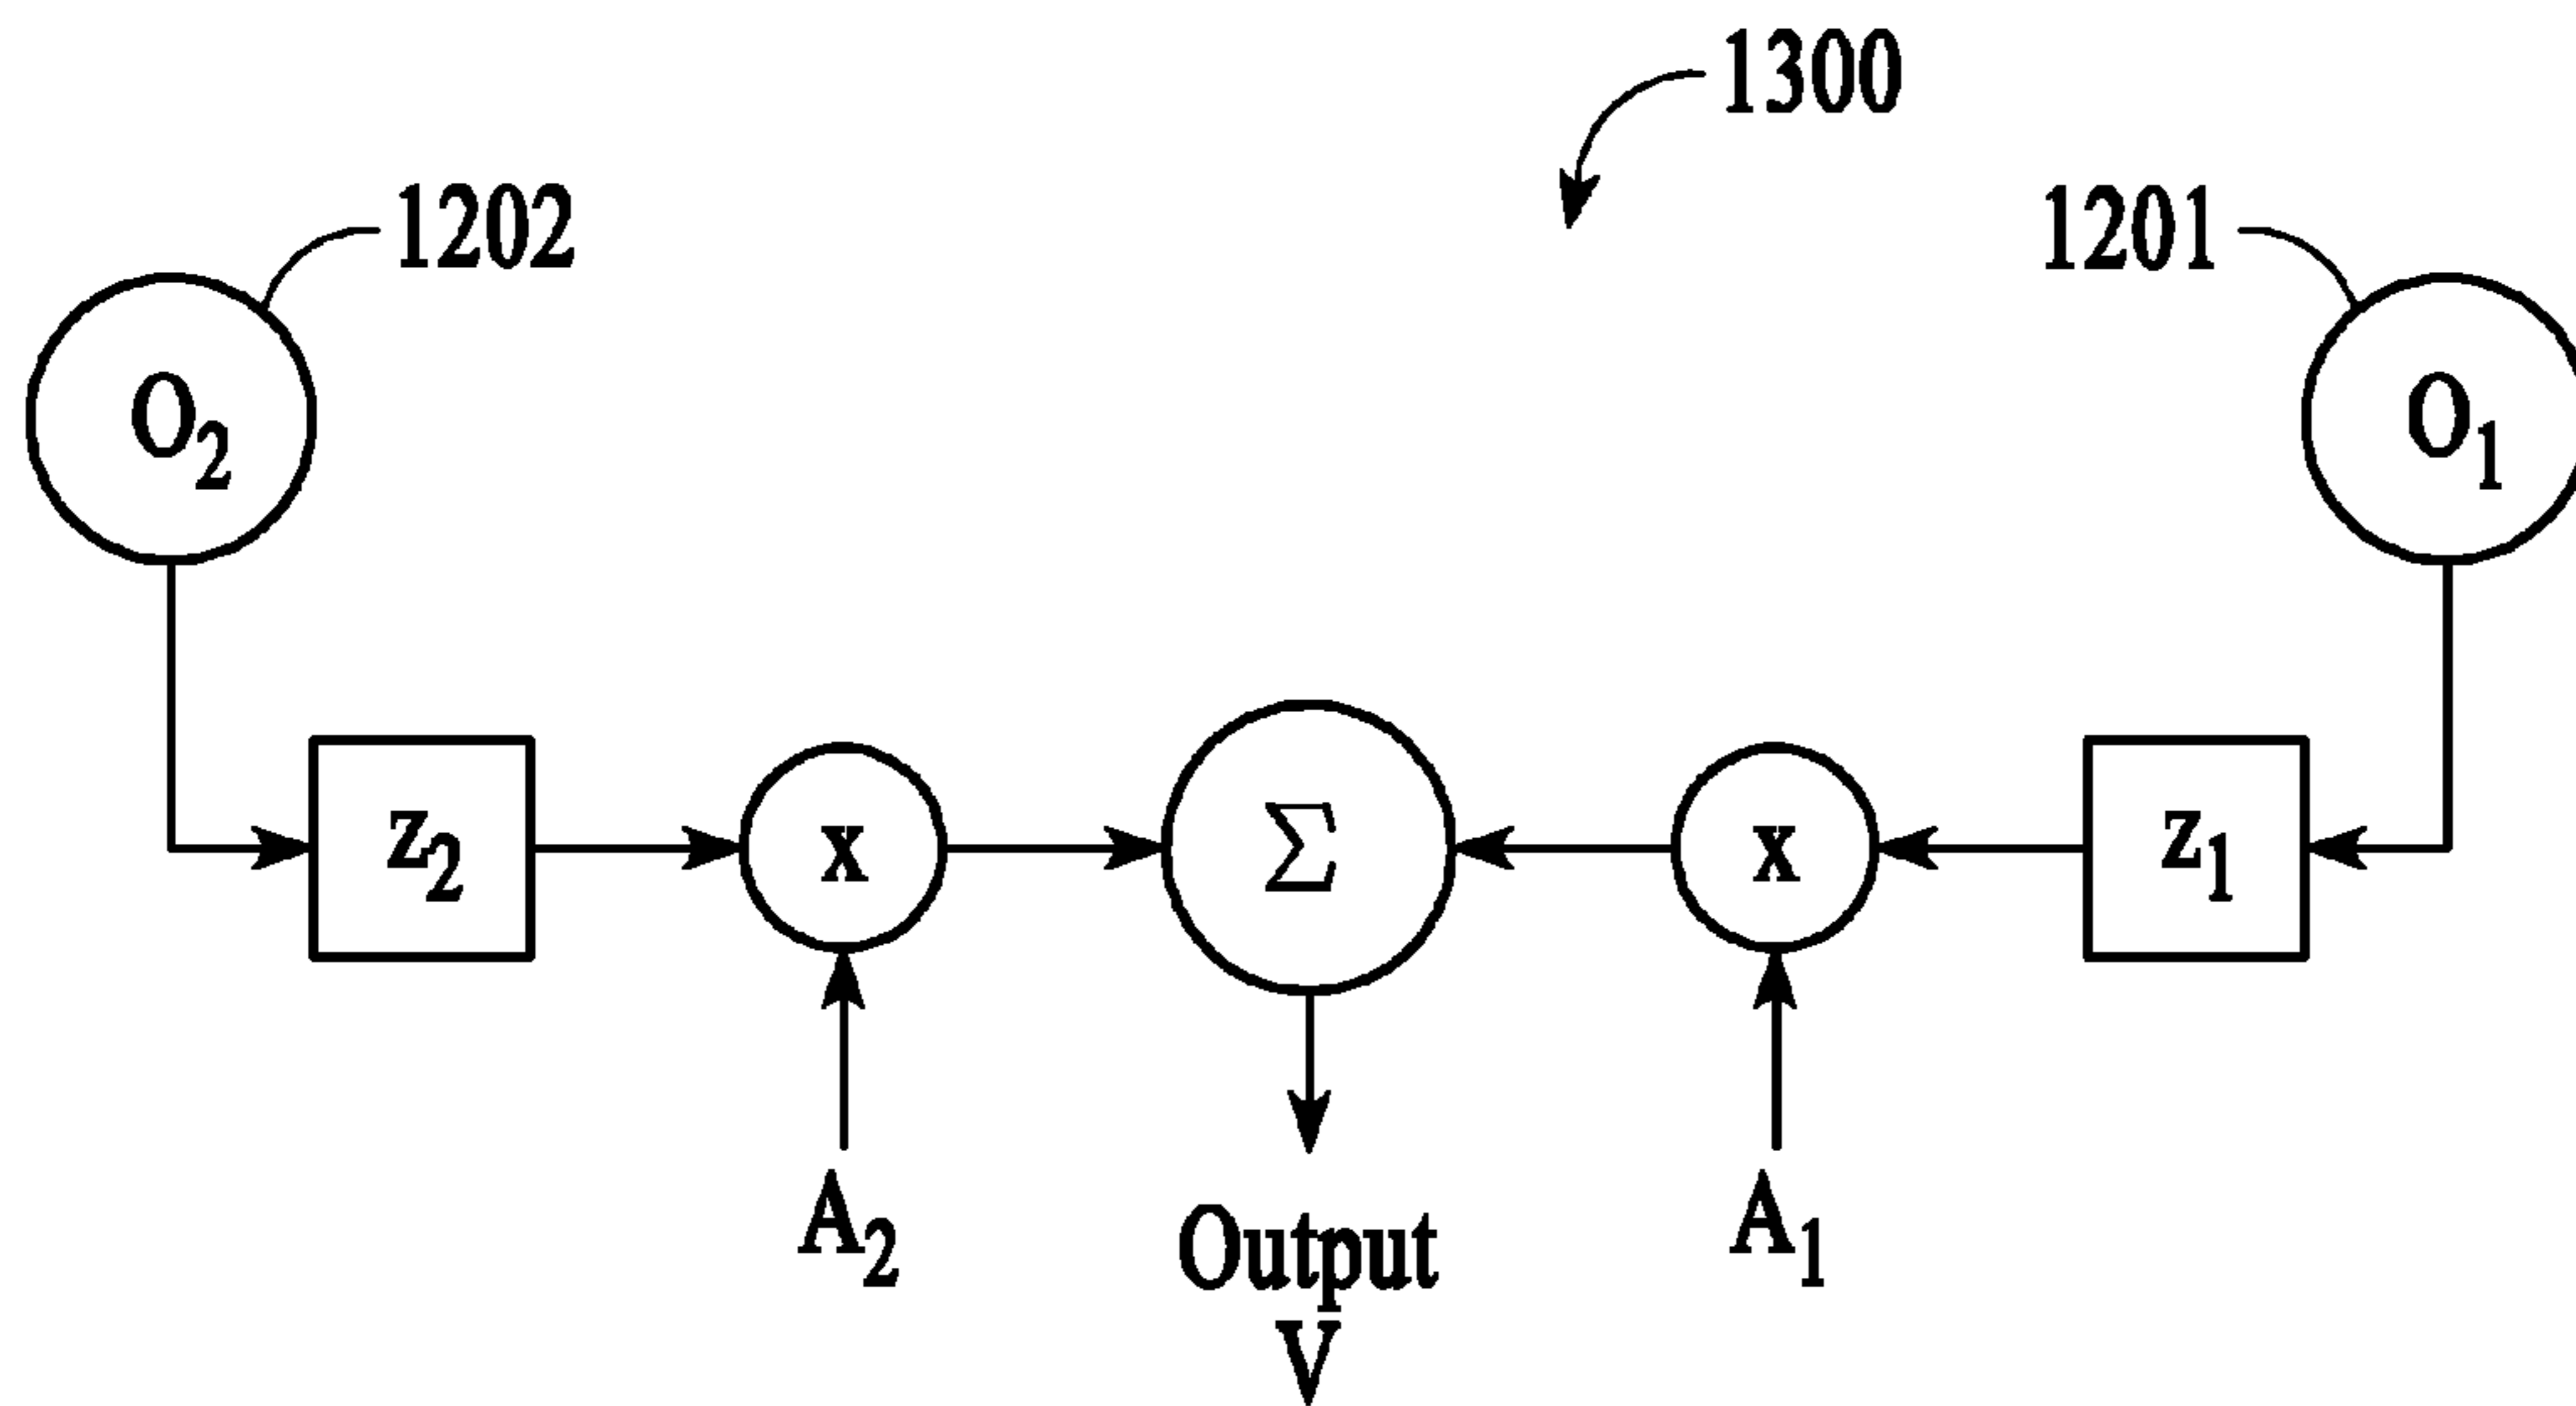 1300
1202
1201
O₂
O₁
z₂
x
Σ
x
z₁
A₂
Output
V
A₁